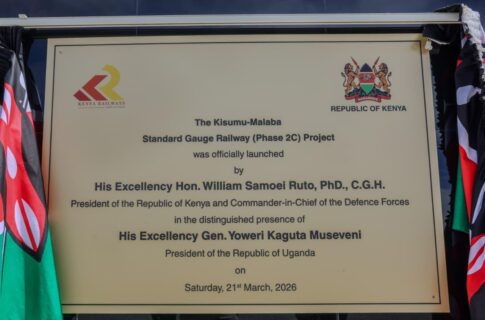 KENYA RAILWAYS
REPUBLIC OF KENYA
The Kisumu-Malaba
Standard Gauge Railway (Phase 2C) Project
was officially launched
by
His Excellency Hon. William Samoei Ruto, PhD., C.G.H.
President of the Republic of Kenya and Commander-in-Chief of the Defence Forces
in the distinguished presence of
His Excellency Gen. Yoweri Kaguta Museveni
President of the Republic of Uganda
on
Saturday, 21st March, 2026